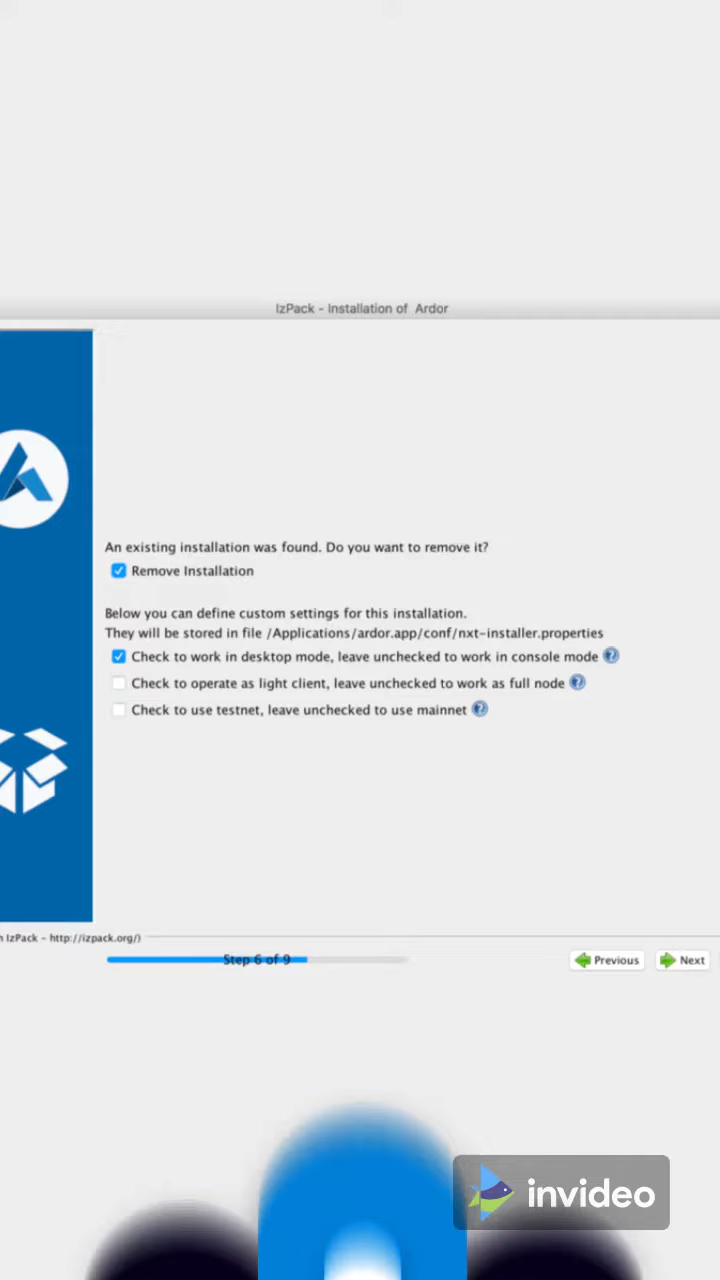 IzPack - Installation of Ardor
An existing installation was found. Do you want to remove it?
Remove Installation
Below you can define custom settings for this installation.
They will be stored in file /Applications/ardor.app/conf/nxt-installer.properties
Check to work in desktop mode, leave unchecked to work in console mode
Check to operate as light client, leave unchecked to work as full node
Check to use testnet, leave unchecked to use mainnet
IzPack - http://izpack.org/)
Step 6 of 9
Previous
Next
invideo